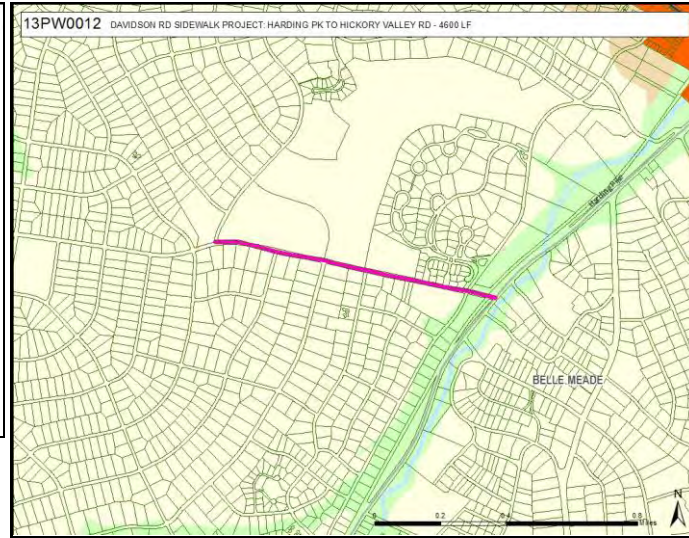 13PW0012 DAVIDSON RD SIDEWALK PROJECT: HARDING PK TO HICKORY VALLEY RD - 4600 LF
Harding Pike
BELLE MEADE
N
0 0.2 0.4 0.8
Miles